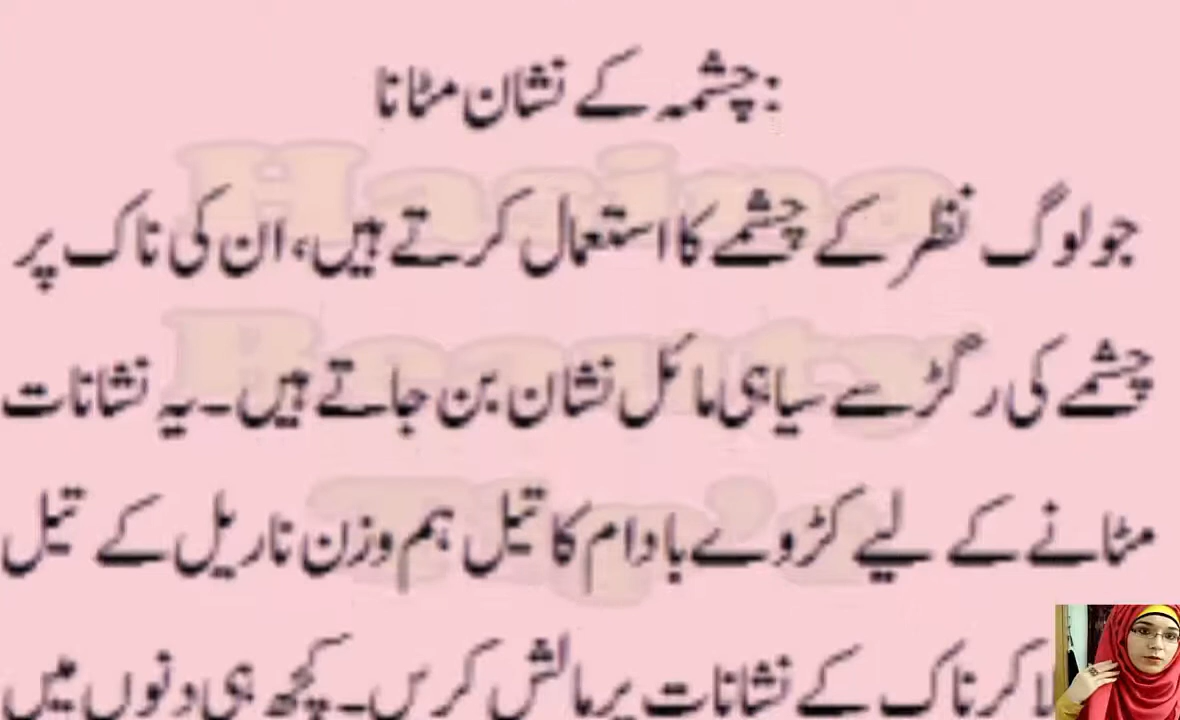 :چشمہ کے نشان مٹانا
جو لوگ نظر کے چشمے کا استعمال کرتے ہیں، ان کی ناک پر
چشمے کی رگڑ سے سیاہی مائل نشان بن جاتے ہیں۔ یہ نشانات
مٹانے کے لیے کڑوے بادام کا تیل ہم وزن ناریل کے تیل
کر ناک کے نشانات پر مالش کریں۔ کچھ ہی دنوں میں